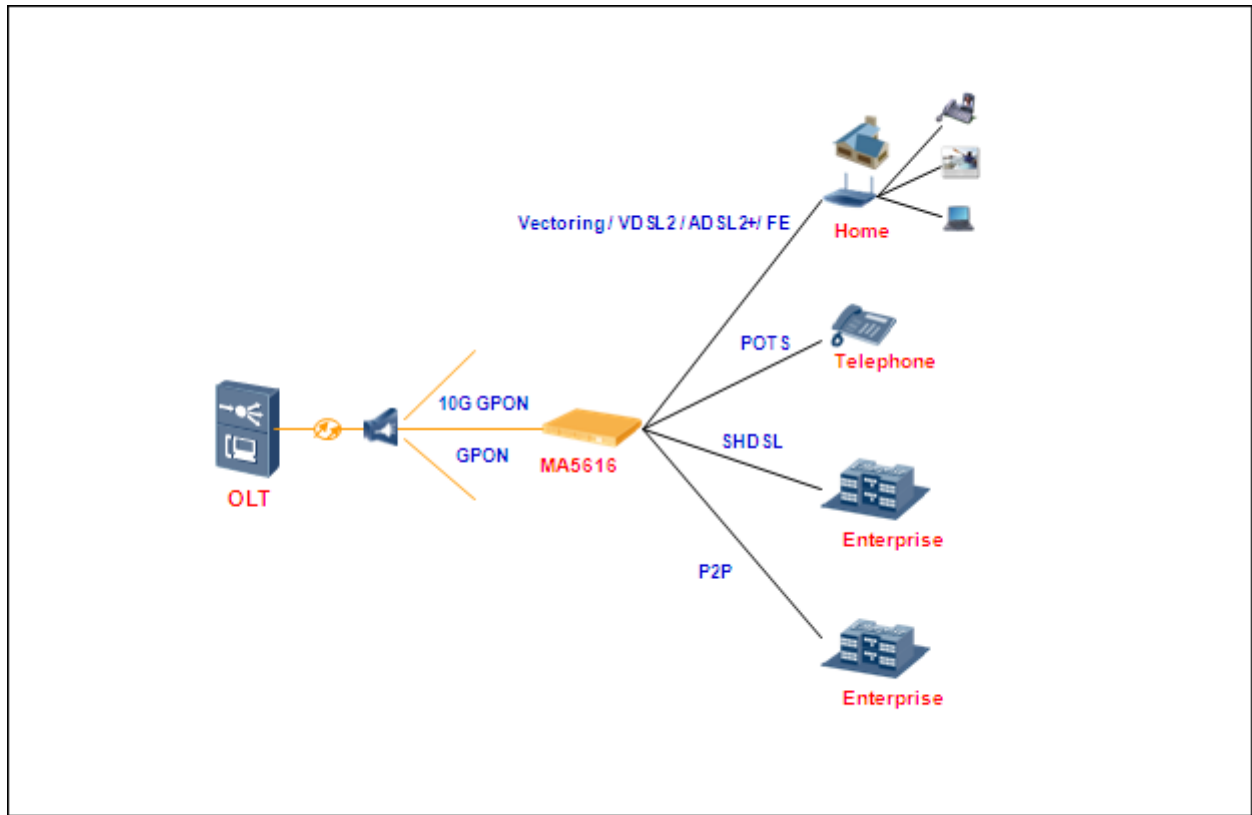 Vectoring / VDSL2 / ADSL2+/ FE
Home
POTS
Telephone
10G GPON
GPON
MA5616
OLT
SHDSL
Enterprise
P2P
Enterprise